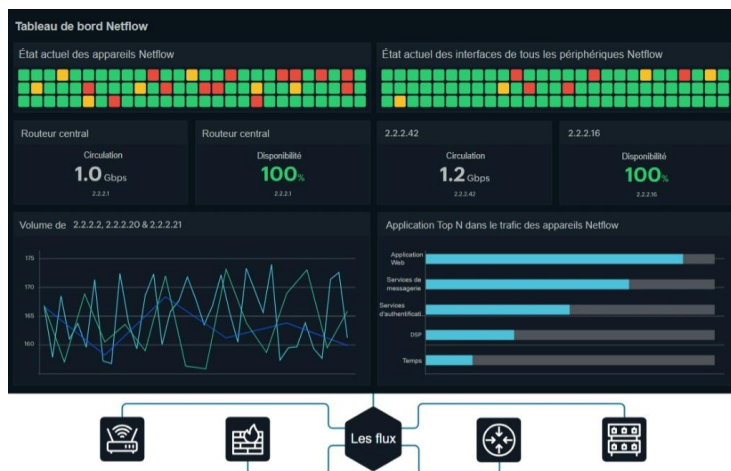 Tableau de bord Netflow
État actuel des appareils Netflow
État actuel des interfaces de tous les périphériques Netflow
Routeur central
Circulation
1.0 Gbps
2.2.2.1
Routeur central
Disponibilité
100%
2.2.2.1
2.2.2.42
Circulation
1.2 Gbps
2.2.2.42
2.2.2.16
Disponibilité
100%
2.2.2.16
Volume de 2.2.2.2, 2.2.2.20 & 2.2.2.21
175
170
165
160
Application Top N dans le trafic des appareils Netflow
Application
Web
Services de
messagerie
Services
d'authentificati
DSP
Temps
Les flux